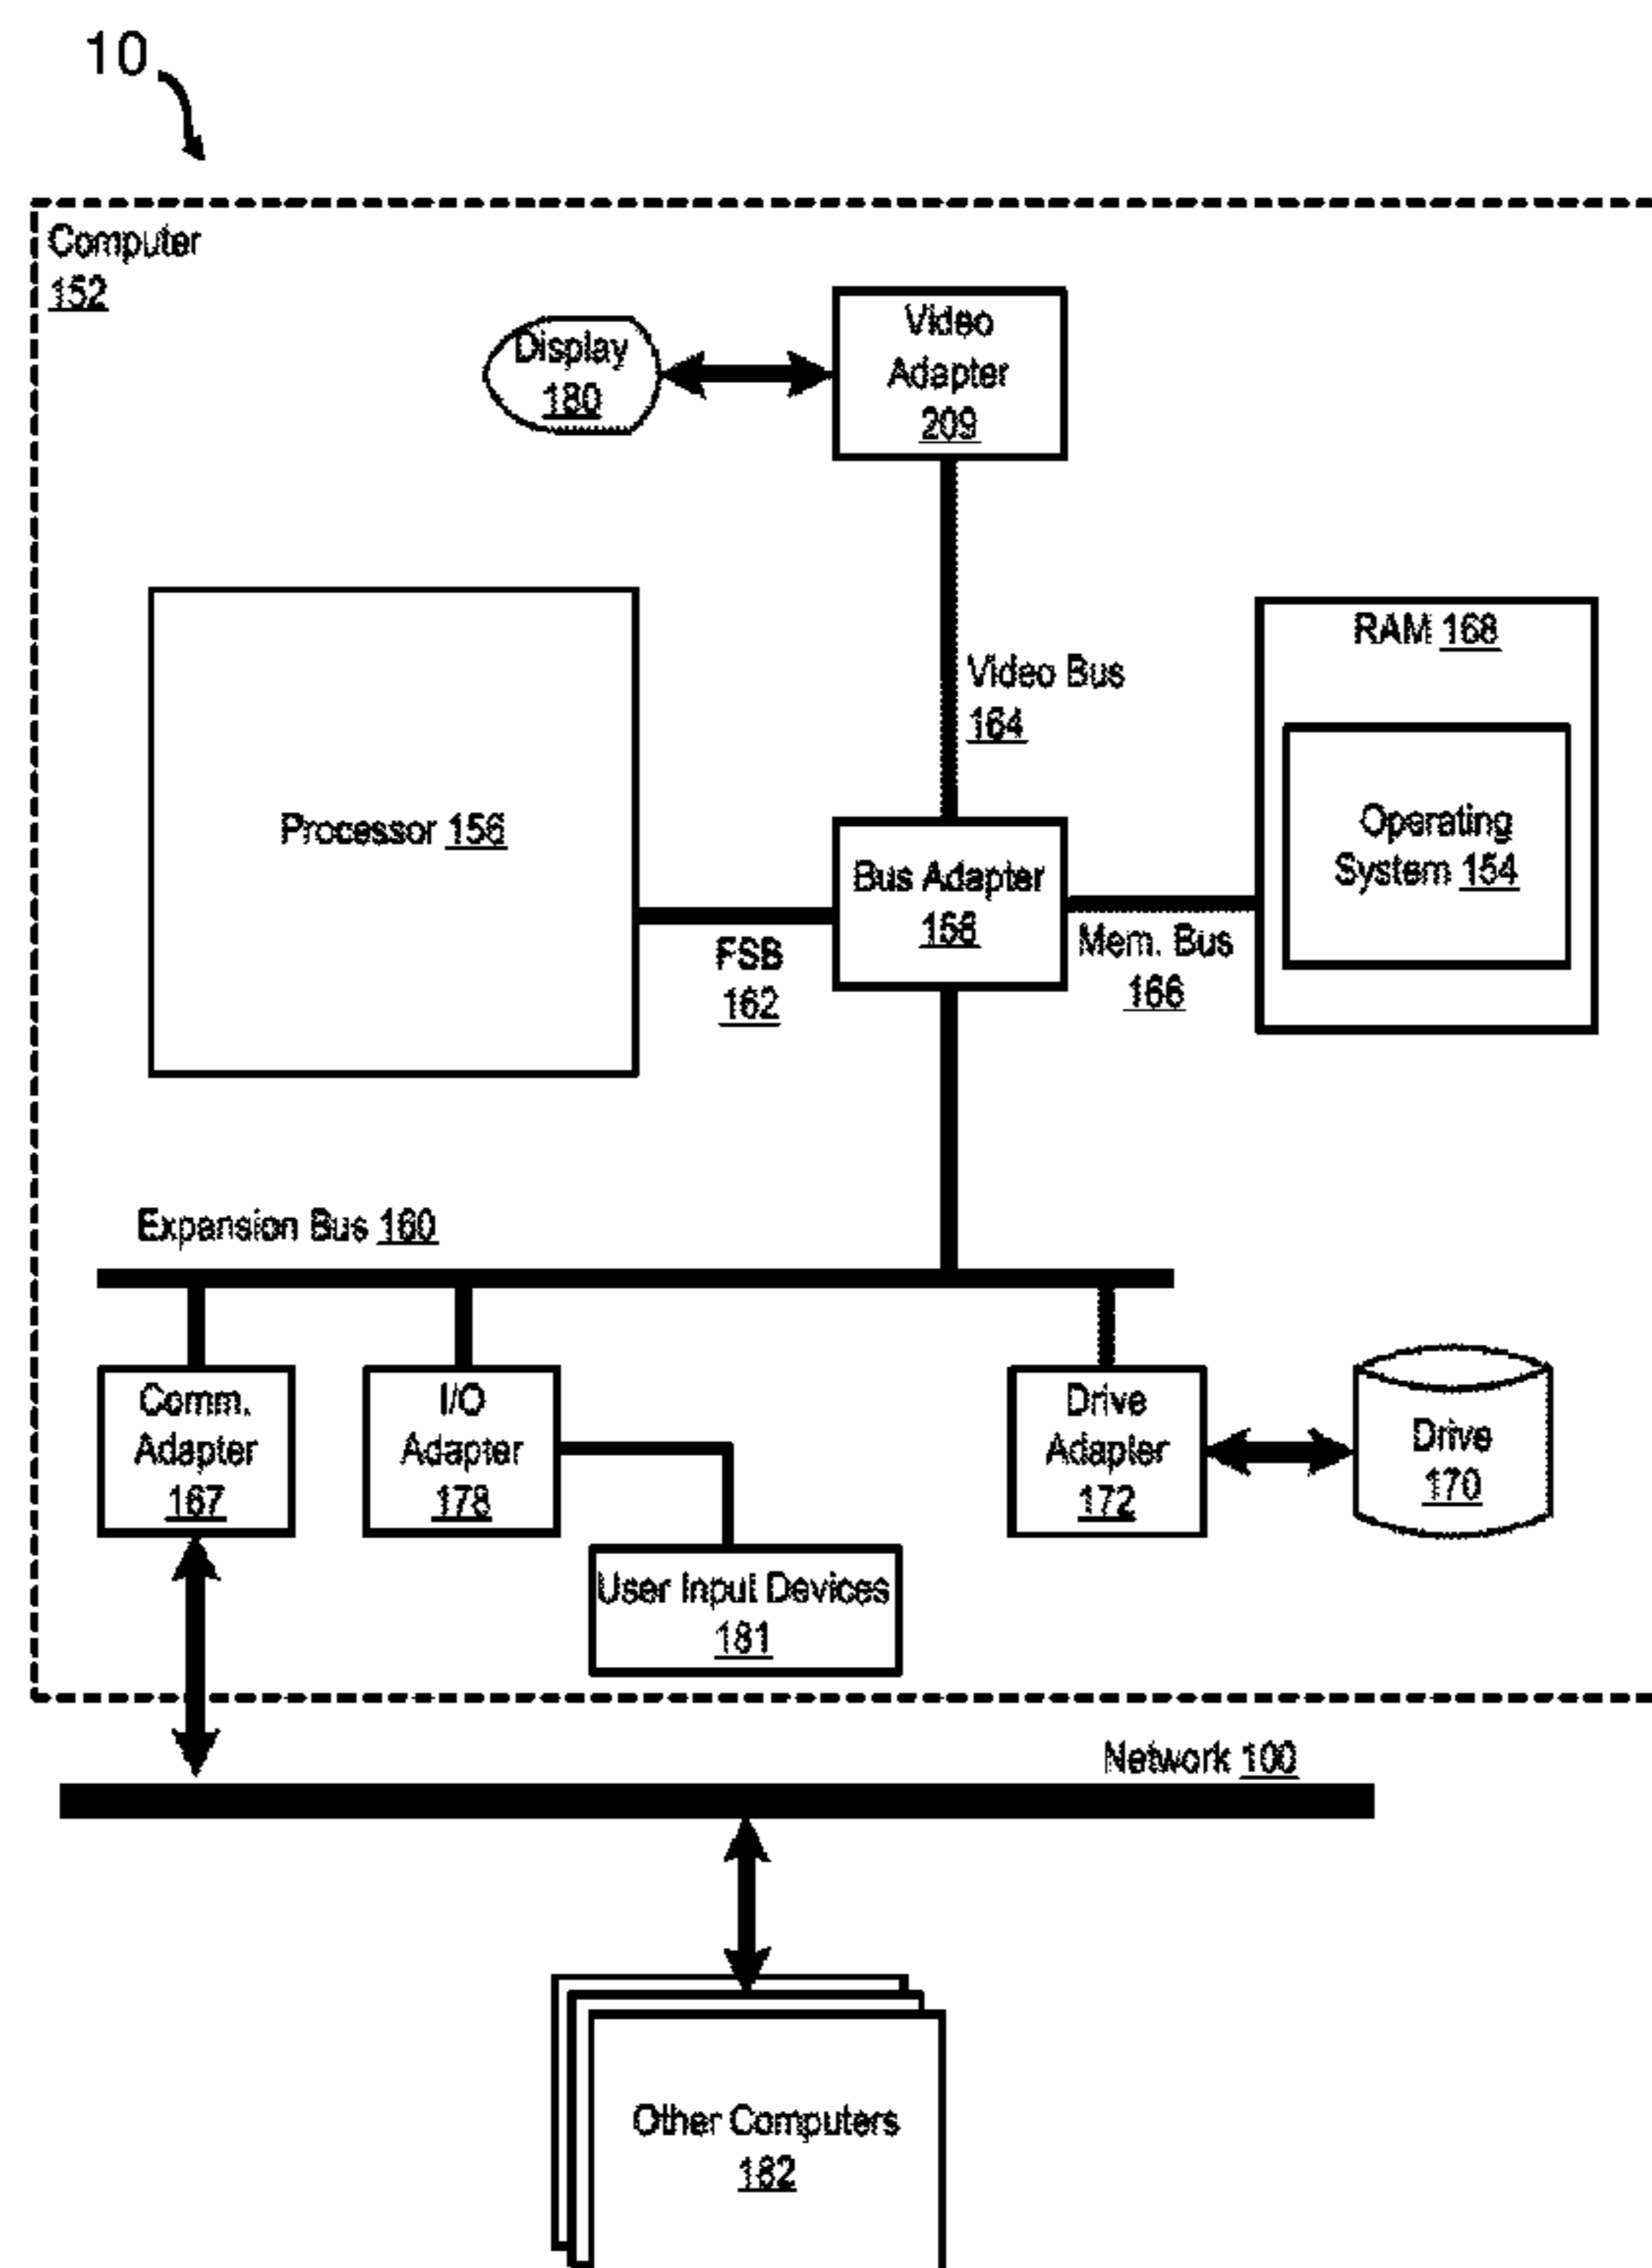 10
Computer
152
Video
Adapter
209
Display
180
Video Bus
164
RAM 168
Operating
System 154
Processor 156
Bus Adapter
158
FSB
162
Mem. Bus
166
Expansion Bus 160
Comm.
Adapter
167
I/O
Adapter
178
Drive
Adapter
172
Drive
170
User Input Devices
181
Network 100
Other Computers
182